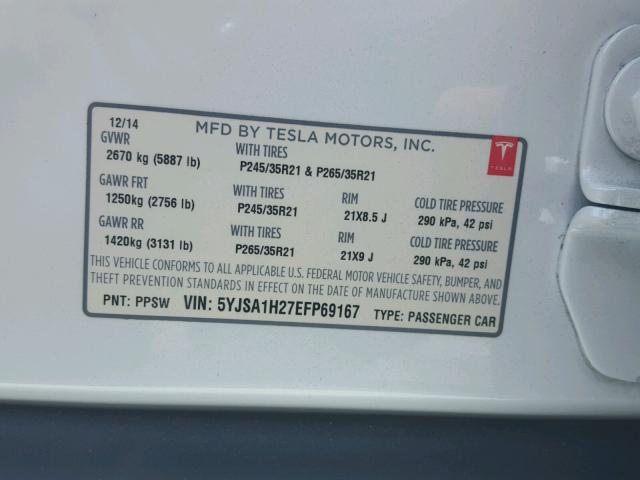 12/14
MFD BY TESLA MOTORS, INC.
GVWR
WITH TIRES
2670 kg (5887 lb)
P245/35R21 & P265/35R21
TESLA
GAWR FRT
WITH TIRES
RIM
COLD TIRE PRESSURE
1250kg (2756 lb)
P245/35R21
21X8.5 J
290 kPa, 42 psi
GAWR RR
WITH TIRES
RIM
COLD TIRE PRESSURE
1420kg (3131 lb)
P265/35R21
21X9 J
290 kPa, 42 psi
THIS VEHICLE CONFORMS TO ALL APPLICABLE U.S. FEDERAL MOTOR VEHICLE SAFETY, BUMPER, AND
THEFT PREVENTION STANDARDS IN EFFECT ON THE DATE OF MANUFACTURE SHOWN ABOVE.
PNT: PPSW VIN: 5YJSA1H27EFP69167 TYPE: PASSENGER CAR